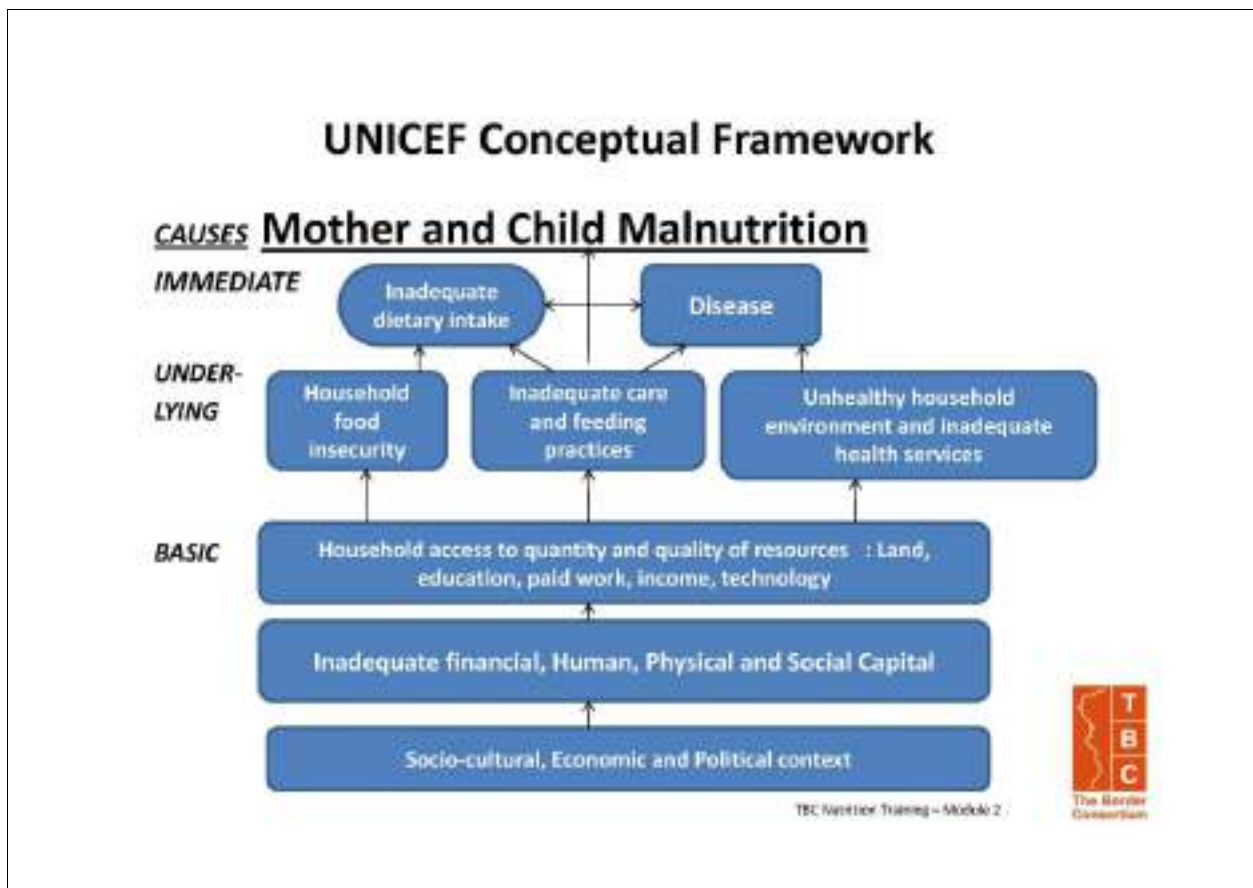 UNICEF Conceptual Framework
CAUSES Mother and Child Malnutrition
IMMEDIATE
Inadequate
dietary intake
Disease
UNDER-
LYING
Household
food
insecurity
Inadequate care
and feeding
practices
Unhealthy household
environment and inadequate
health services
BASIC
Household access to quantity and quality of resources : Land,
education, paid work, income, technology
Inadequate financial, Human, Physical and Social Capital
Socio-cultural, Economic and Political context
TBC Nutrition Training – Module 2
T
B
C
The Border
Consortium